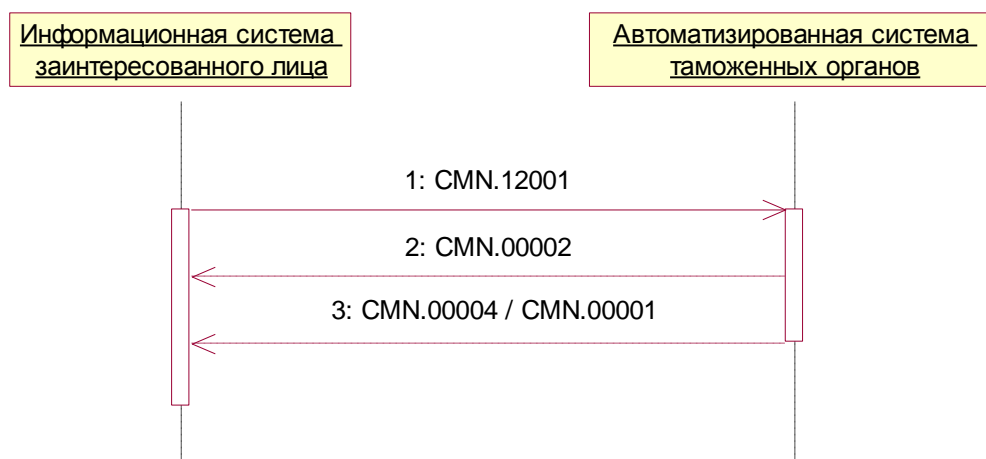 Информационная система
заинтересованного лица
Автоматизированная система
таможенных органов
1: CMN.12001
2: CMN.00002
3: CMN.00004 / CMN.00001